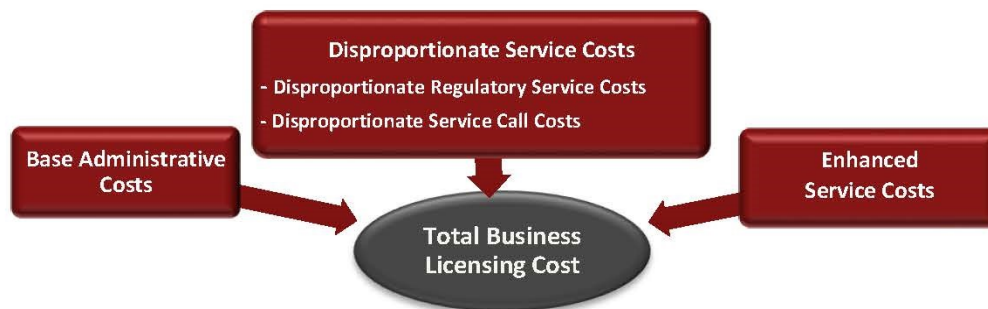 Disproportionate Service Costs
- Disproportionate Regulatory Service Costs
- Disproportionate Service Call Costs
Base Administrative
Costs
Enhanced
Service Costs
Total Business
Licensing Cost